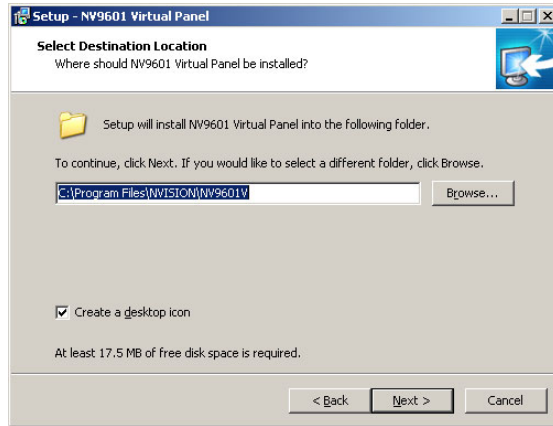 Setup - NV9601 Virtual Panel
Select Destination Location
Where should NV9601 Virtual Panel be installed?
Setup will install NV9601 Virtual Panel into the following folder.
To continue, click Next. If you would like to select a different folder, click Browse.
C:\Program Files\NVISION\NV9601V
Browse...
Create a desktop icon
At least 17.5 MB of free disk space is required.
< Back
Next >
Cancel